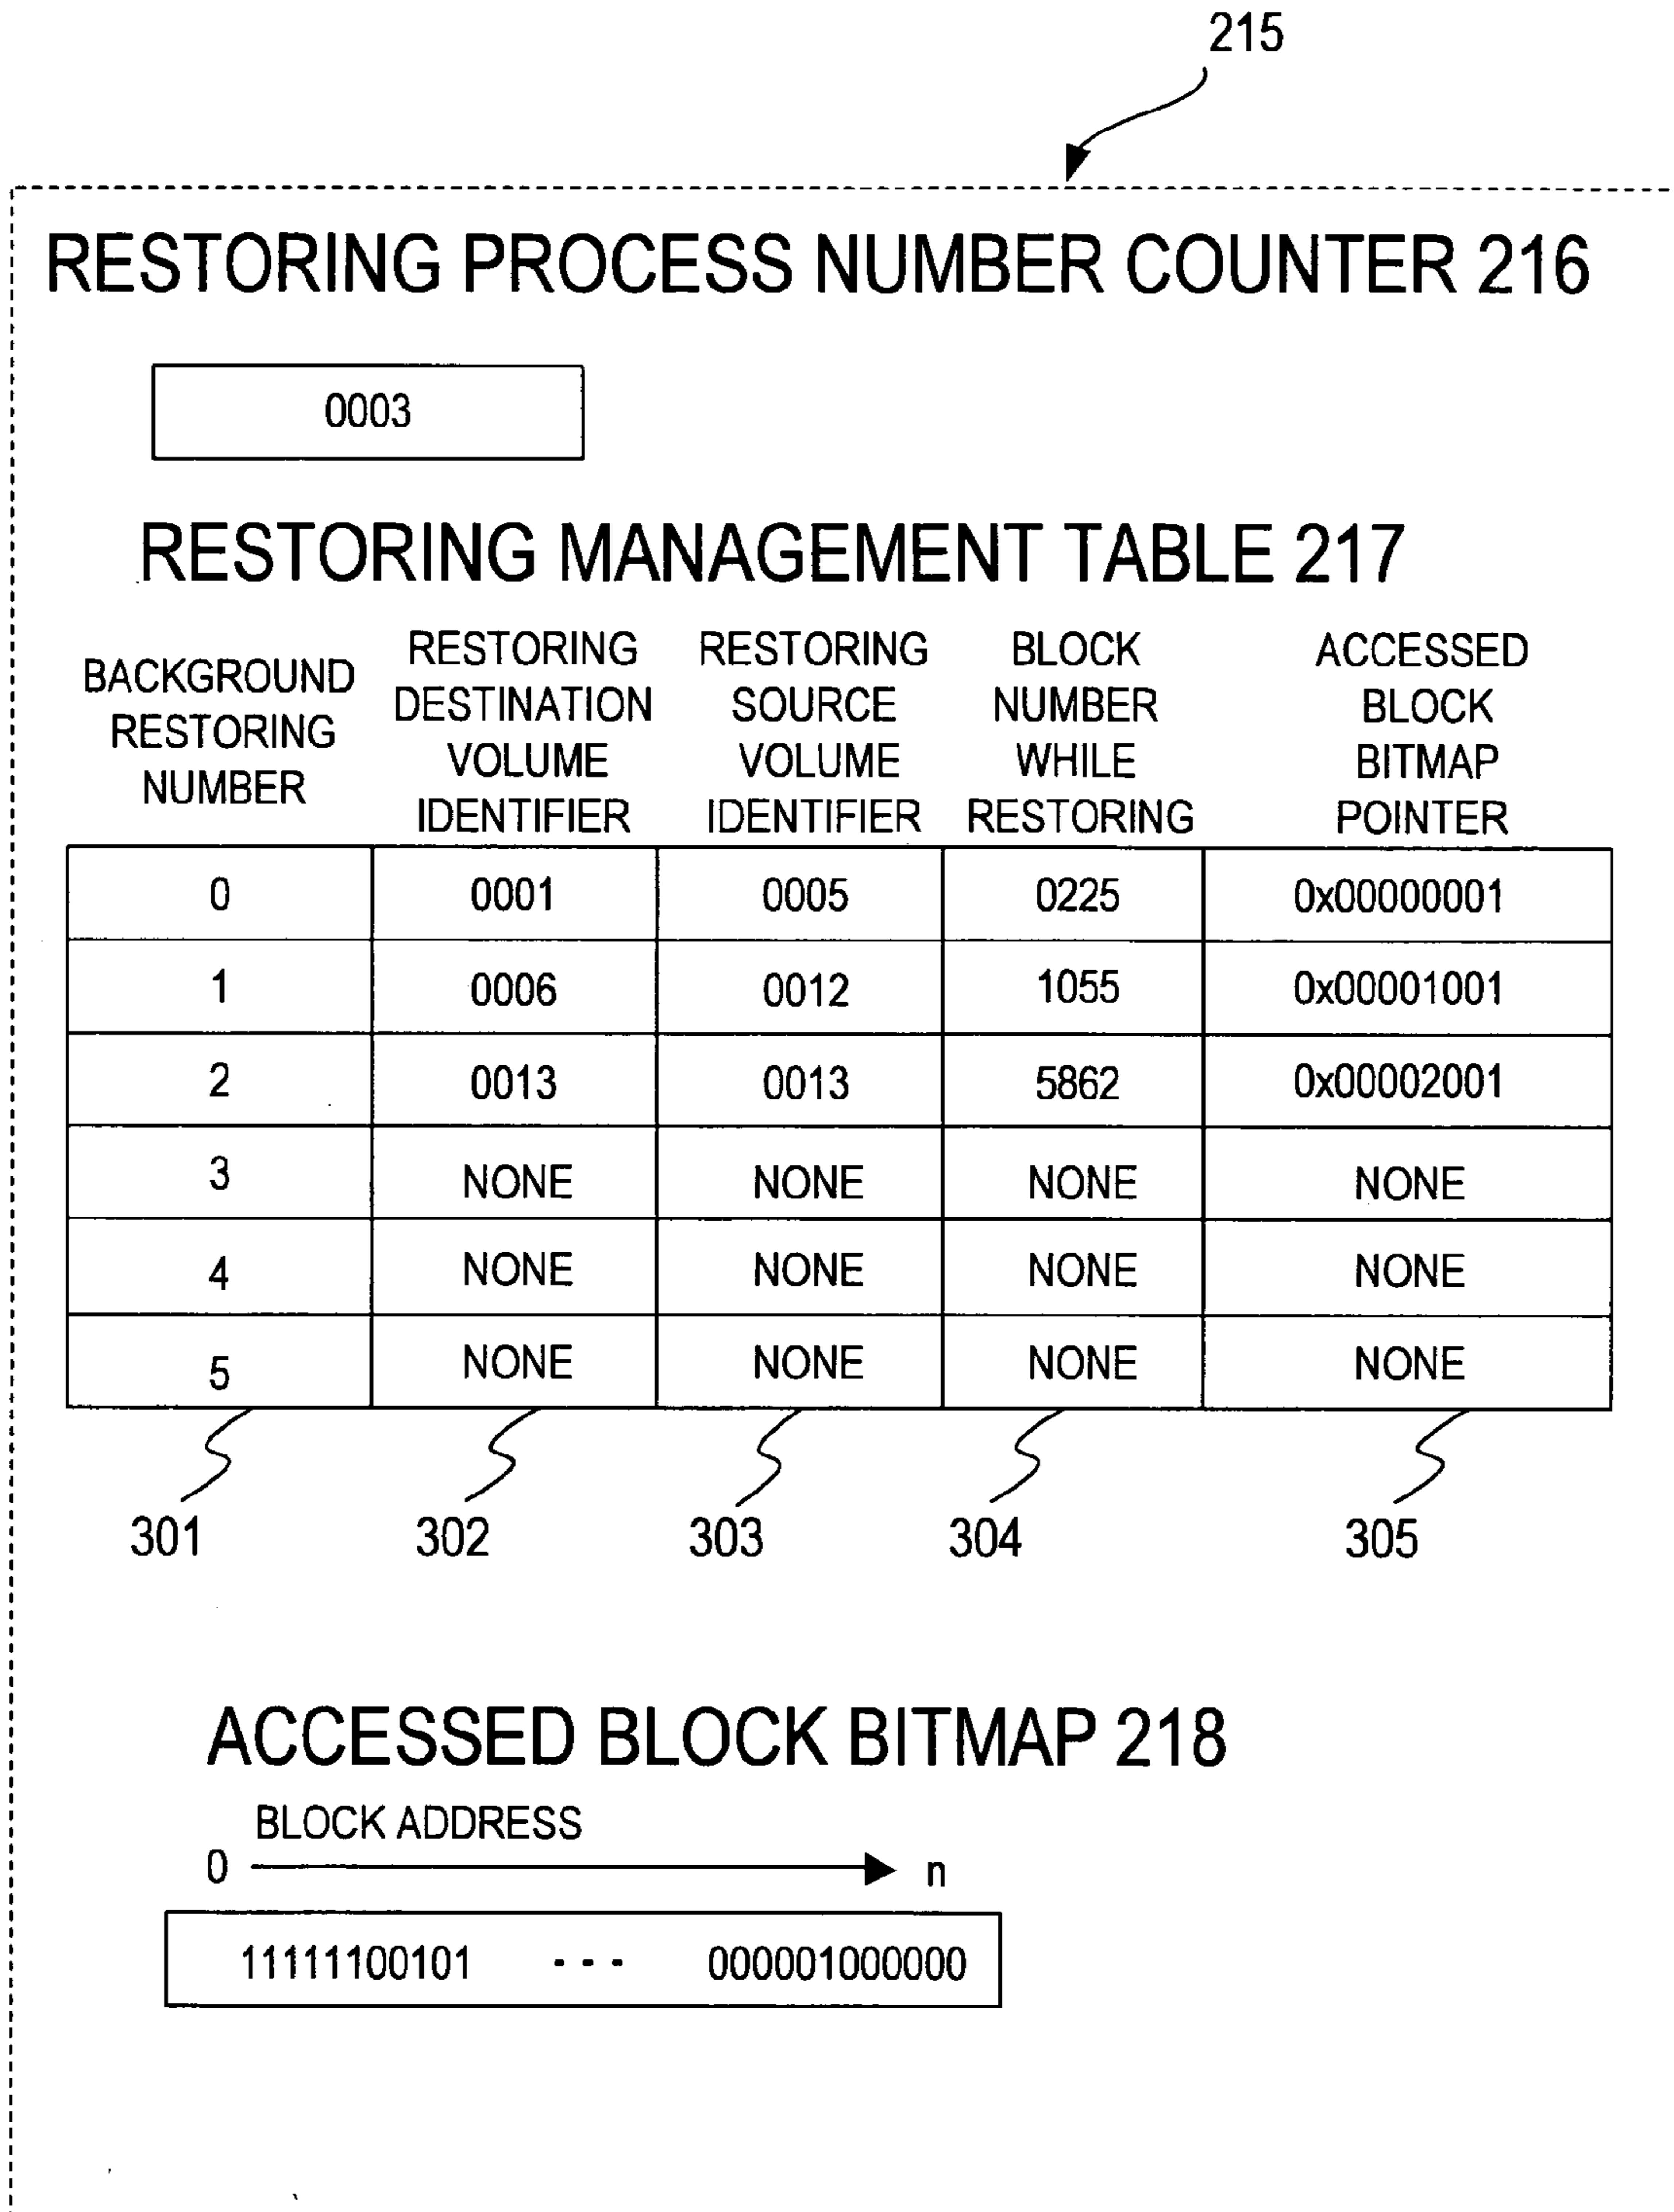 215
RESTORING PROCESS NUMBER COUNTER 216
0003
RESTORING MANAGEMENT TABLE 217
BACKGROUND RESTORING NUMBER
RESTORING DESTINATION VOLUME IDENTIFIER
RESTORING SOURCE VOLUME IDENTIFIER
BLOCK NUMBER WHILE RESTORING
ACCESSED BLOCK BITMAP POINTER
0 0001 0005 0225 0x00000001
1 0006 0012 1055 0x00001001
2 0013 0013 5862 0x00002001
3 NONE NONE NONE NONE
4 NONE NONE NONE NONE
5 NONE NONE NONE NONE
301 302 303 304 305
ACCESSED BLOCK BITMAP 218
BLOCK ADDRESS
0 n
11111100101 - - - 000001000000